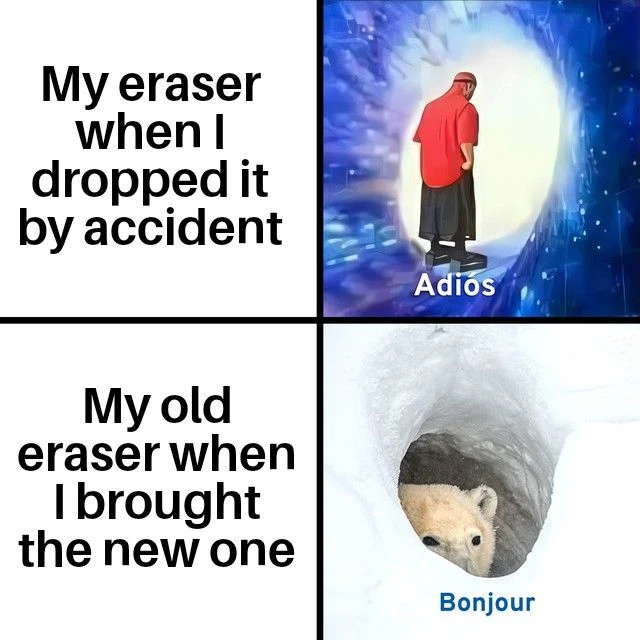 My eraser
when I
dropped it
by accident
Adiós
My old
eraser when
I brought
the new one
Bonjour